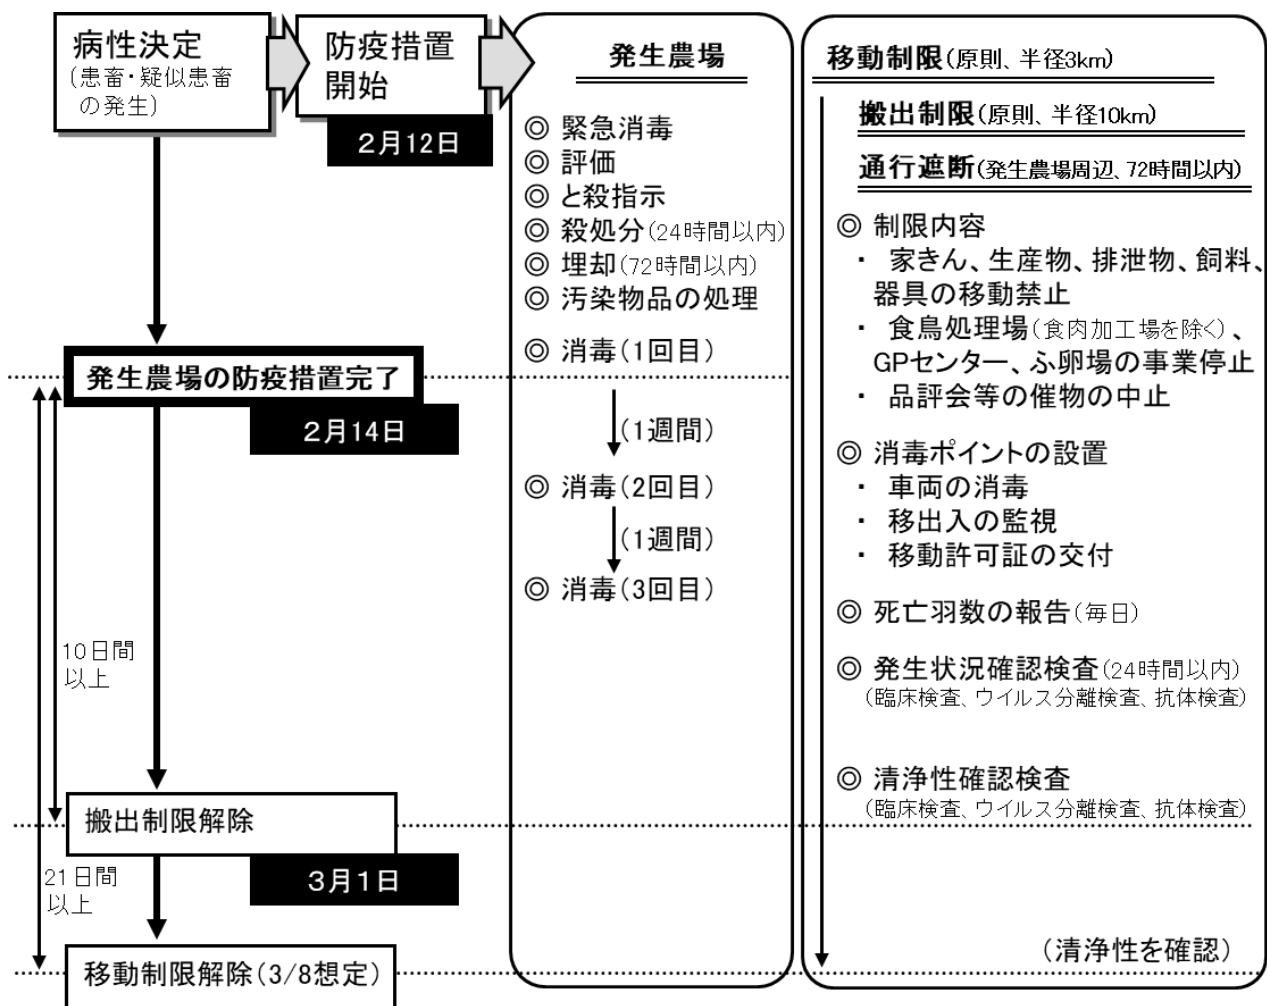 病性決定
(患畜・疑似患畜
の発生)
防疫措置
開始
2月12日
発生農場の防疫措置完了
2月14日
10日間
以上
搬出制限解除
3月1日
21日間
以上
移動制限解除(3/8想定)
発生農場
◎ 緊急消毒
◎ 評価
◎ と殺指示
◎ 殺処分(24時間以内)
◎ 埋却(72時間以内)
◎ 汚染物品の処理
◎ 消毒(1回目)
(1週間)
◎ 消毒(2回目)
(1週間)
◎ 消毒(3回目)
移動制限(原則、半径3km)
搬出制限(原則、半径10km)
通行遮断(発生農場周辺、72時間以内)
◎ 制限内容
・ 家きん、生産物、排泄物、飼料、
器具の移動禁止
・ 食鳥処理場(食肉加工場を除く)、
GPセンター、ふ卵場の事業停止
・ 品評会等の催物の中止
◎ 消毒ポイントの設置
・ 車両の消毒
・ 移出入の監視
・ 移動許可証の交付
◎ 死亡羽数の報告(毎日)
◎ 発生状況確認検査(24時間以内)
(臨床検査、ウイルス分離検査、抗体検査)
◎ 清浄性確認検査
(臨床検査、ウイルス分離検査、抗体検査)
(清浄性を確認)